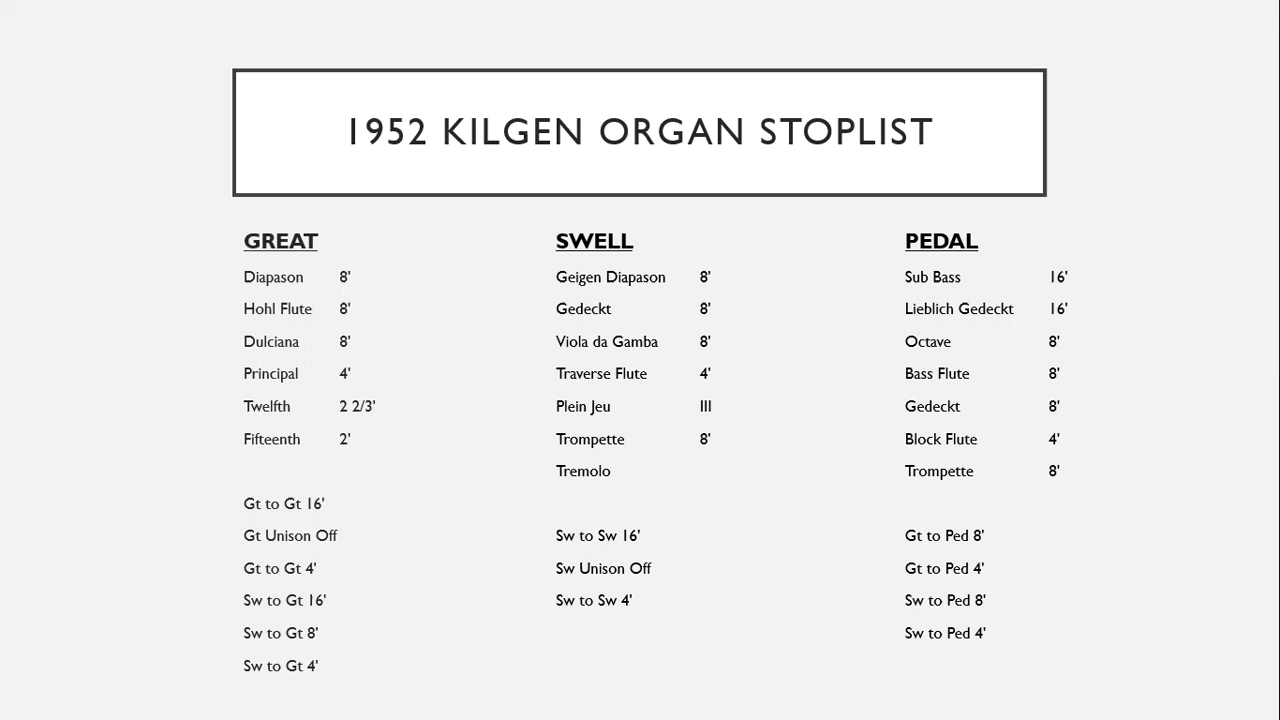 1952 KILGEN ORGAN STOPLIST
GREAT
Diapason 8'
Hohl Flute 8'
Dulciana 8'
Principal 4'
Twelfth 2 2/3'
Fifteenth 2'
Gt to Gt 16'
Gt Unison Off
Gt to Gt 4'
Sw to Gt 16'
Sw to Gt 8'
Sw to Gt 4'
SWELL
Geigen Diapason 8'
Gedeckt 8'
Viola da Gamba 8'
Traverse Flute 4'
Plein Jeu III
Trompette 8'
Tremolo
Sw to Sw 16'
Sw Unison Off
Sw to Sw 4'
PEDAL
Sub Bass 16'
Lieblich Gedeckt 16'
Octave 8'
Bass Flute 8'
Gedeckt 8'
Block Flute 4'
Trompette 8'
Gt to Ped 8'
Gt to Ped 4'
Sw to Ped 8'
Sw to Ped 4'